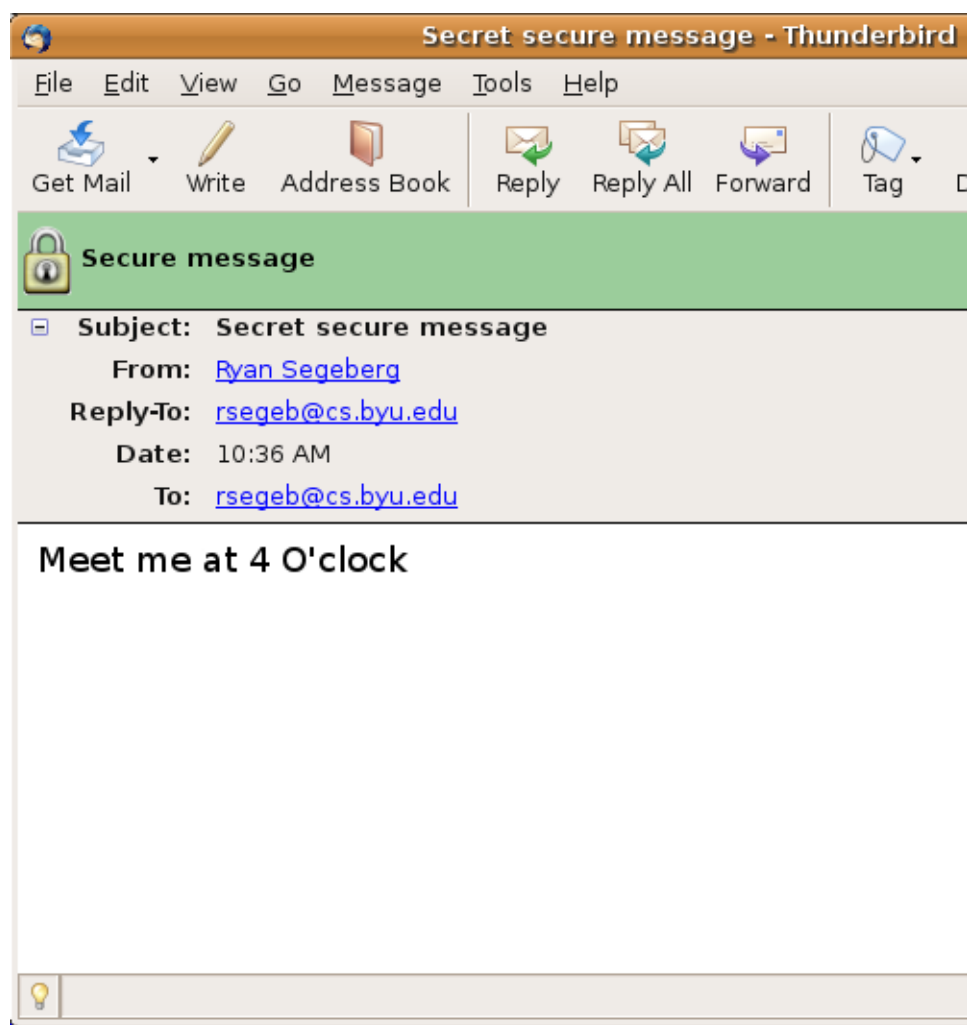 Secret secure message - Thunderbird
File Edit View Go Message Tools Help
Get Mail Write Address Book Reply Reply All Forward Tag
Secure message
Subject: Secret secure message
From: Ryan Segeberg
Reply-To: rsegeb@cs.byu.edu
Date: 10:36 AM
To: rsegeb@cs.byu.edu
Meet me at 4 O'clock